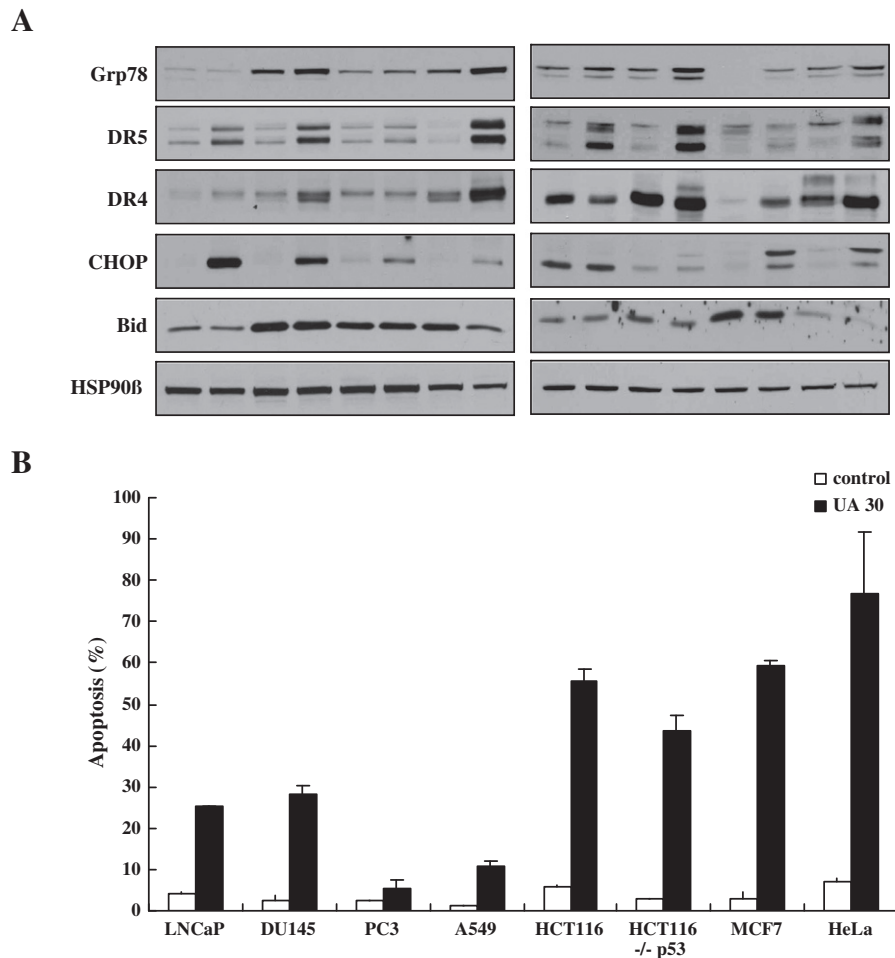 A
Grp78
DR5
DR4
CHOP
Bid
HSP90ß
B
control
UA 30
Apoptosis (%)
100
90
80
70
60
50
40
30
20
10
0
LNCaP DU145 PC3 A549 HCT116 HCT116 MCF7 HeLa
-/- p53